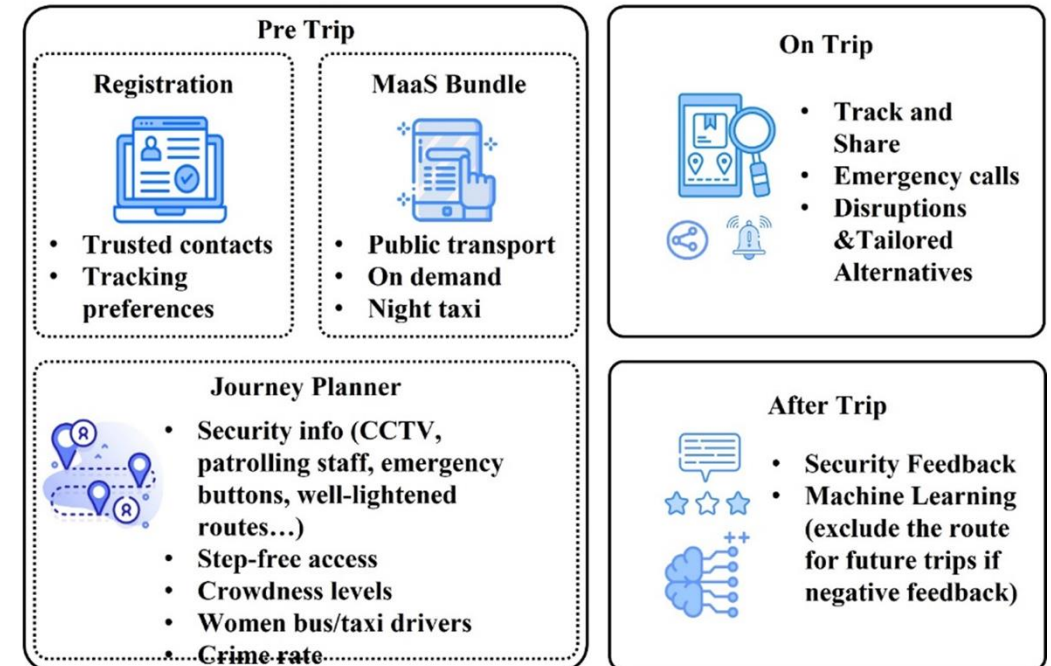 Pre Trip
Registration
• Trusted contacts
• Tracking
preferences
MaaS Bundle
• Public transport
• On demand
• Night taxi
Journey Planner
• Security info (CCTV,
patrolling staff, emergency
buttons, well-lightened
routes…)
• Step-free access
• Crowdness levels
• Women bus/taxi drivers
• Crime rate
On Trip
• Track and
Share
• Emergency calls
• Disruptions
&Tailored
Alternatives
After Trip
• Security Feedback
• Machine Learning
(exclude the route
for future trips if
negative feedback)